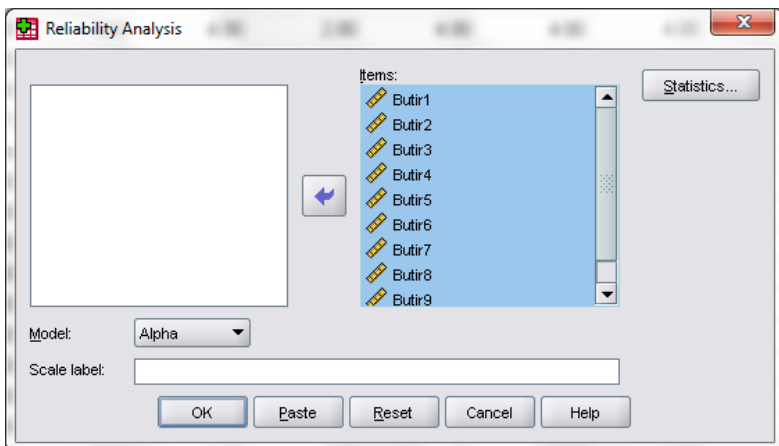 Reliability Analysis
Items:
Statistics...
Butir1
Butir2
Butir3
Butir4
Butir5
Butir6
Butir7
Butir8
Butir9
Model:
Alpha
Scale label:
OK
Paste
Reset
Cancel
Help